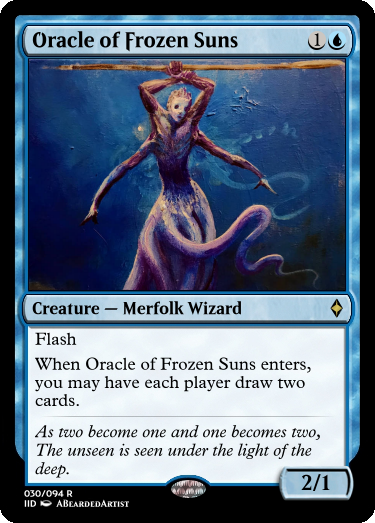 Oracle of Frozen Suns 1
Creature — Merfolk Wizard
Flash
When Oracle of Frozen Suns enters,
you may have each player draw two
cards.
As two become one and one becomes two,
The unseen is seen under the light of the
deep.
2/1
030/094 R
IID ABeardedArtist